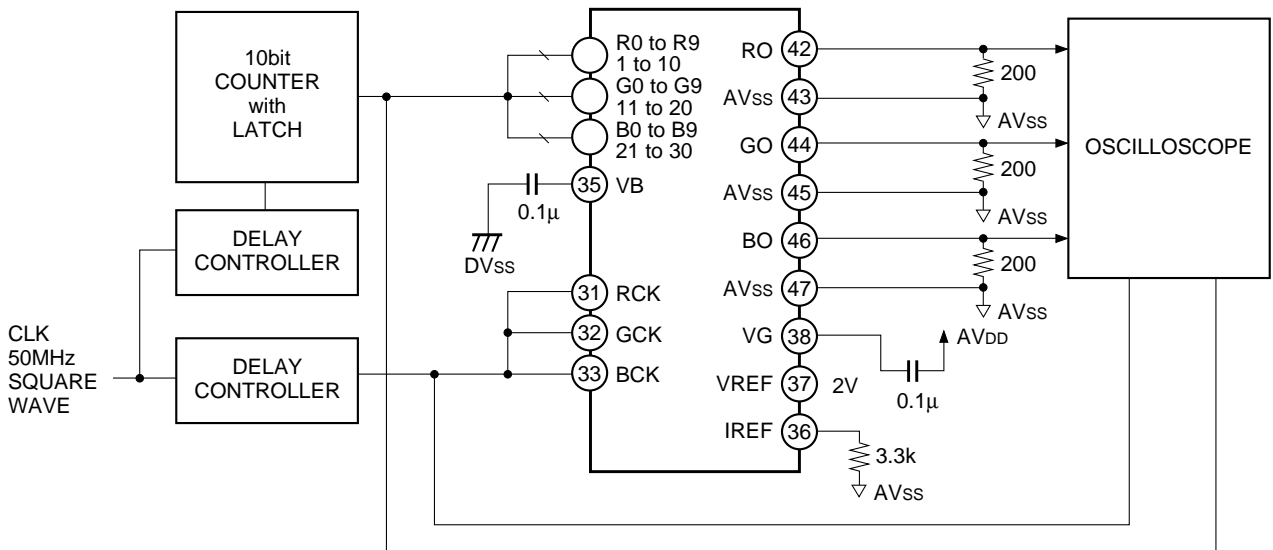 10bit
COUNTER
with
LATCH
DELAY
CONTROLLER
CLK
50MHz
SQUARE
WAVE
DELAY
CONTROLLER
R0 to R9
1 to 10
G0 to G9
11 to 20
B0 to B9
21 to 30
35 VB
0.1μ
DVSS
31 RCK
32 GCK
33 BCK
RO 42
AVSS 43
GO 44
AVSS 45
BO 46
AVSS 47
VG 38
VREF 37 2V
IREF 36
200
AVSS
200
AVSS
200
AVSS
AVDD
0.1μ
3.3k
AVSS
OSCILLOSCOPE